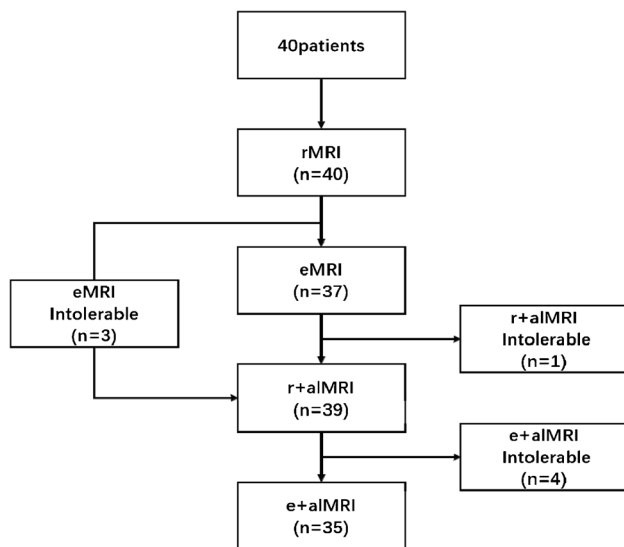 40patients
rMRI
(n=40)
eMRI
(n=37)
eMRI
Intolerable
(n=3)
r+alMRI
Intolerable
(n=1)
r+alMRI
(n=39)
e+alMRI
Intolerable
(n=4)
e+alMRI
(n=35)